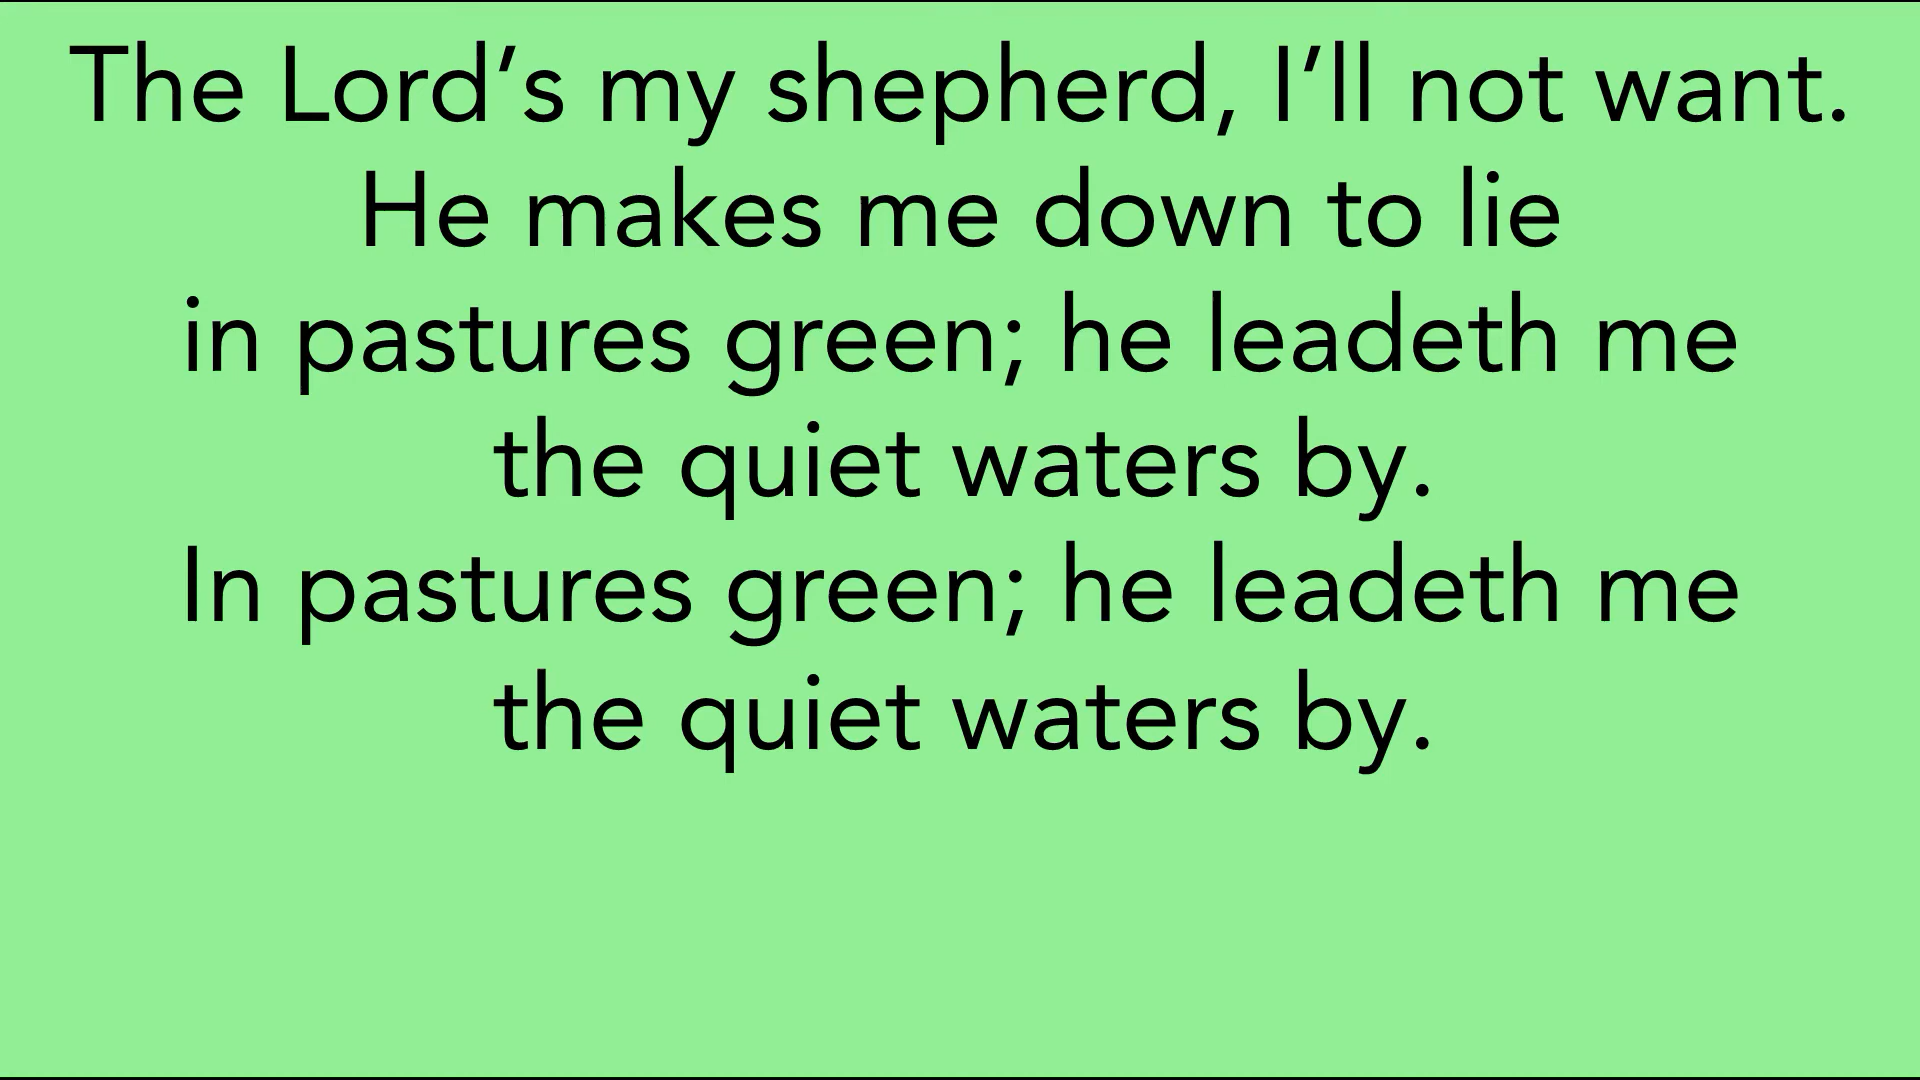 The Lord’s my shepherd, I’ll not want.
He makes me down to lie
in pastures green; he leadeth me
the quiet waters by.
In pastures green; he leadeth me
the quiet waters by.